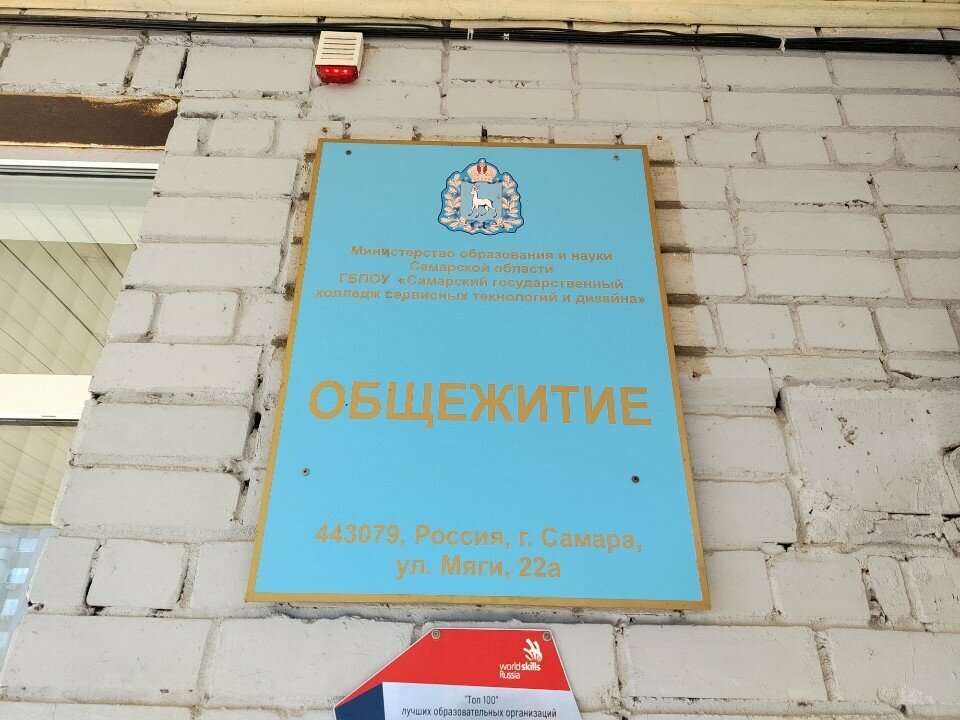 Министерство образования и науки
Самарской области
ГБПОУ «Самарский государственный
колледж сервисных технологий и дизайна»
ОБЩЕЖИТИЕ
443079, Россия, г. Самара,
ул. Мяги, 22а
worldskills
Russia
"Топ 100"
лучших образовательных организаций